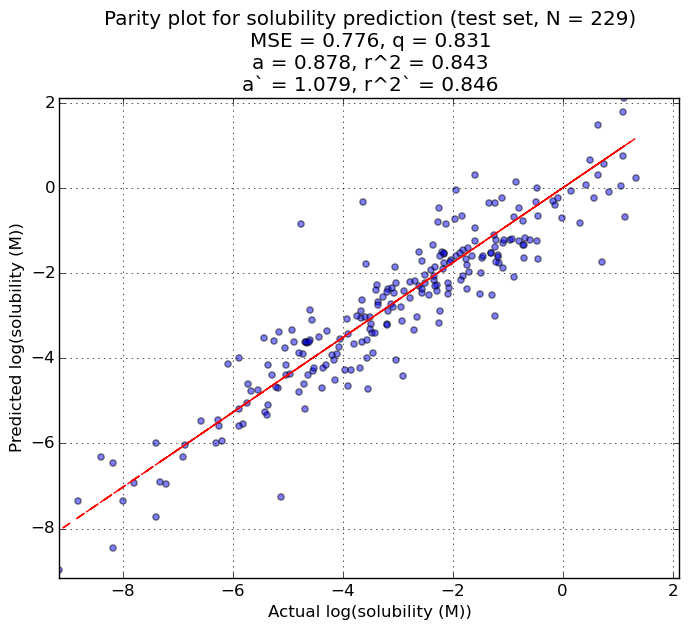 Parity plot for solubility prediction (test set, N = 229)
MSE = 0.776, q = 0.831
a = 0.878, r^2 = 0.843
a` = 1.079, r^2` = 0.846
2
0
−2
−4
−6
−8
Predicted log(solubility (M))
−8 −6 −4 −2 0 2
Actual log(solubility (M))